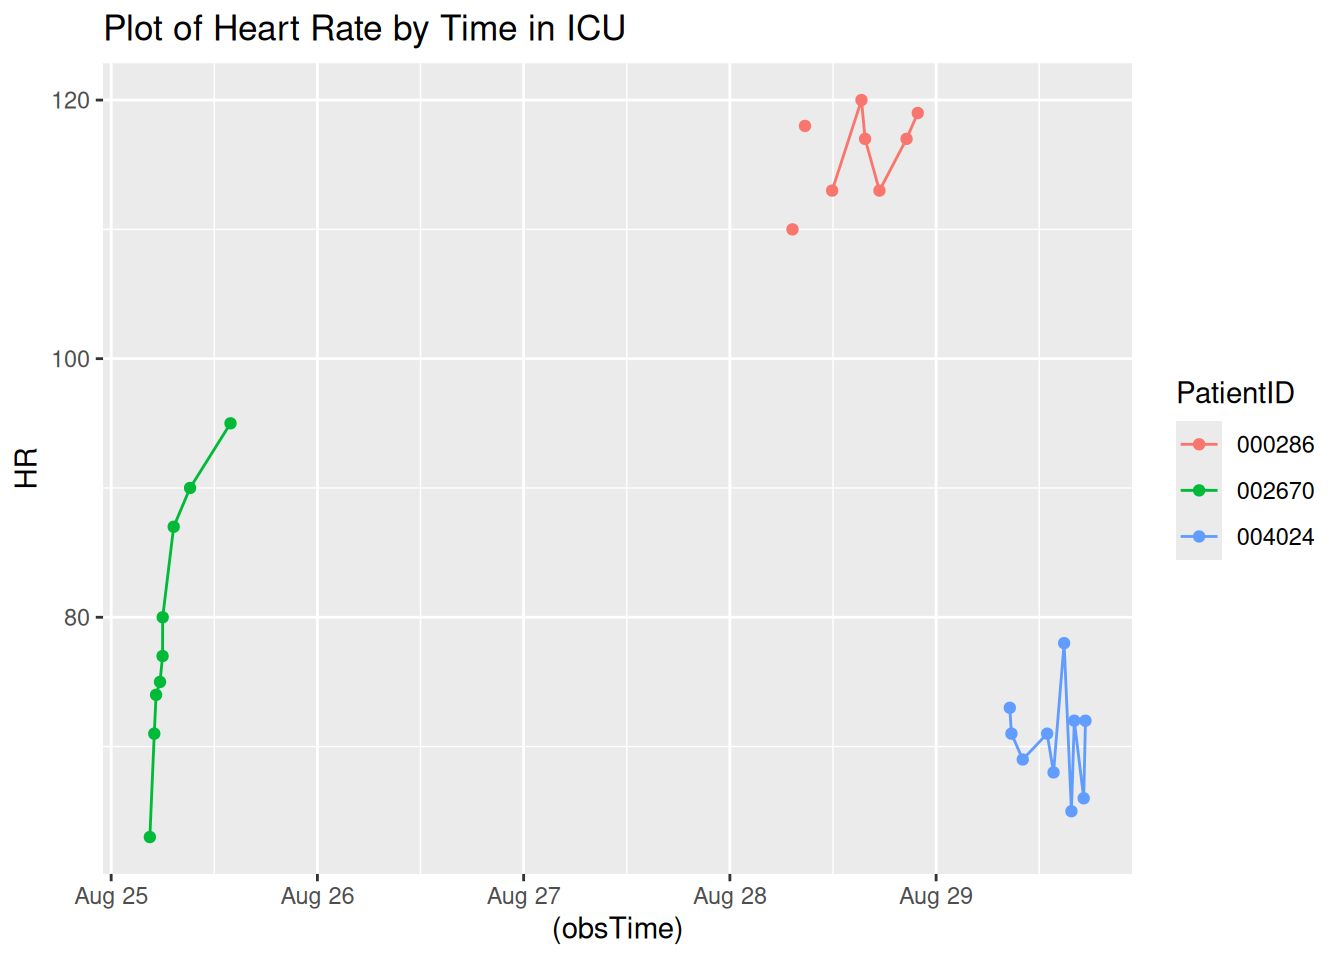 Plot of Heart Rate by Time in ICU
120
100
80
HR
Aug 25 Aug 26 Aug 27 Aug 28 Aug 29
(obsTime)
PatientID
000286
002670
004024